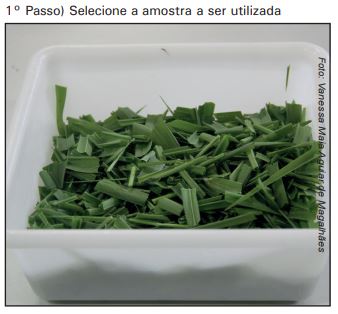 1º Passo) Selecione a amostra a ser utilizada
Foto: Vanessa Maia Aguiar de Magalhães